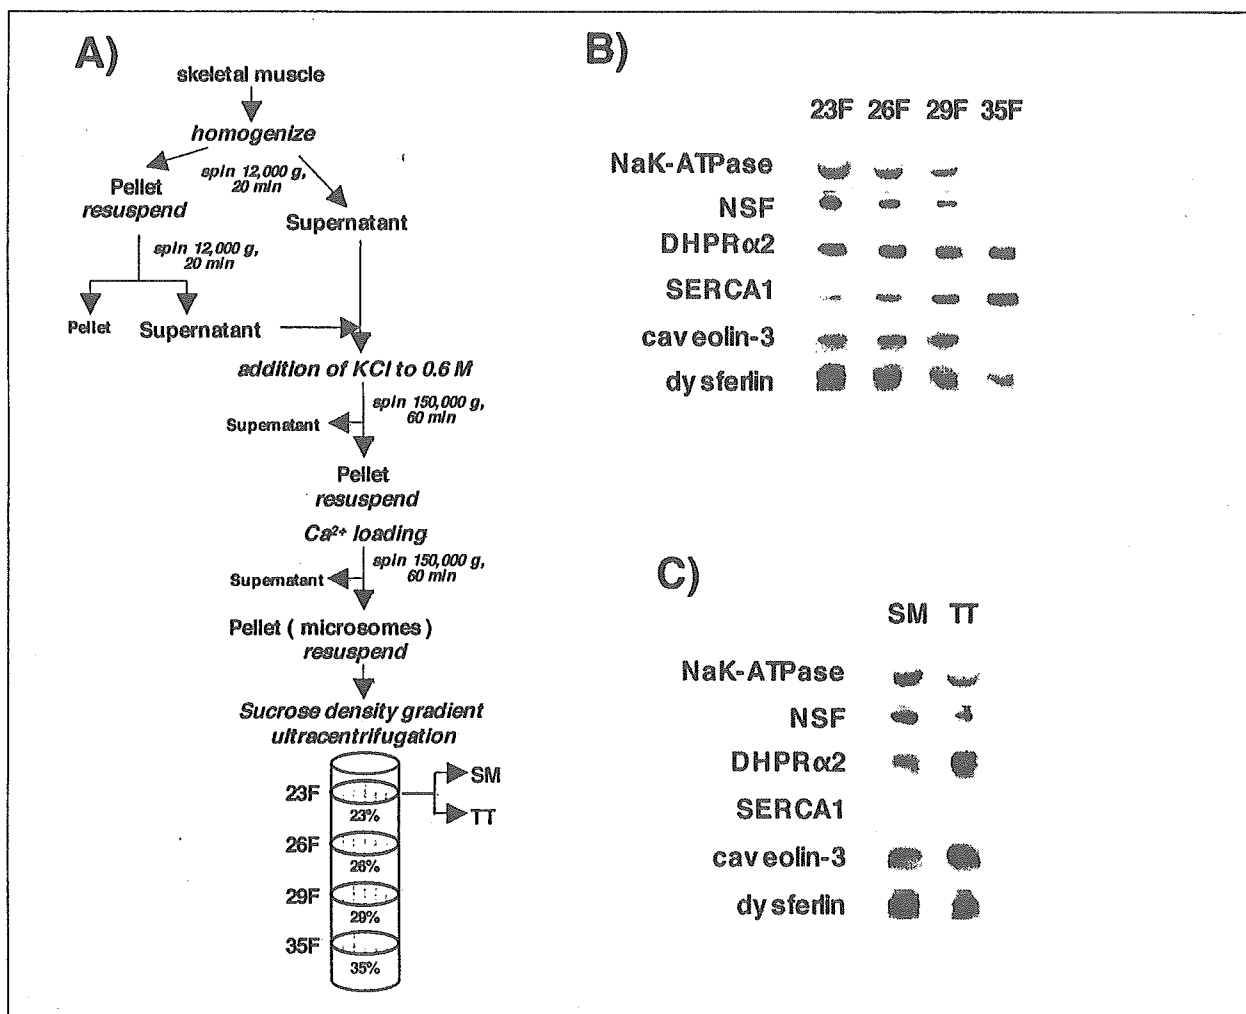 A)
skeletal muscle
homogenize
spin 12,000 g,
20 min
Pellet
resuspend
Supernatant
spin 12,000 g,
20 min
Pellet
Supernatant
addition of KCl to 0.6 M
spin 150,000 g,
60 min
Supernatant
Pellet
resuspend
Ca²⁺ loading
spin 150,000 g,
60 min
Supernatant
Pellet ( microsomes )
resuspend
Sucrose density gradient
ultracentrifugation
23F
23%
SM
TT
26F
26%
29F
29%
35F
35%
B)
23F 26F 29F 35F
NaK-ATPase
NSF
DHPRα2
SERCA1
caveolin-3
dysferlin
C)
SM TT
NaK-ATPase
NSF
DHPRα2
SERCA1
caveolin-3
dysferlin